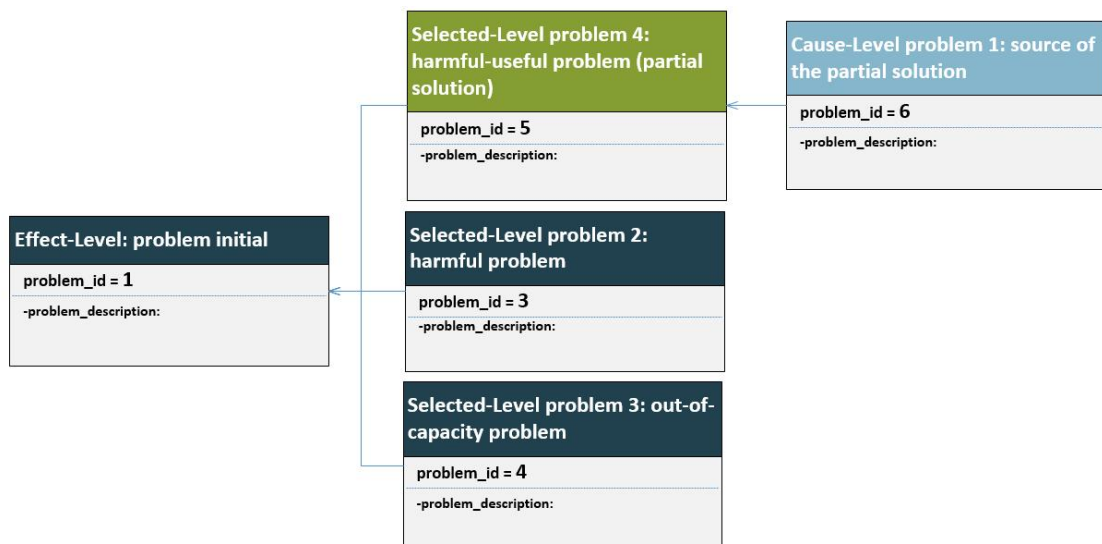 Selected-Level problem 4:
harmful-useful problem (partial
solution)
problem_id = 5
-problem_description:
Cause-Level problem 1: source of
the partial solution
problem_id = 6
-problem_description:
Effect-Level: problem initial
problem_id = 1
-problem_description:
Selected-Level problem 2:
harmful problem
problem_id = 3
-problem_description:
Selected-Level problem 3: out-of-
capacity problem
problem_id = 4
-problem_description: